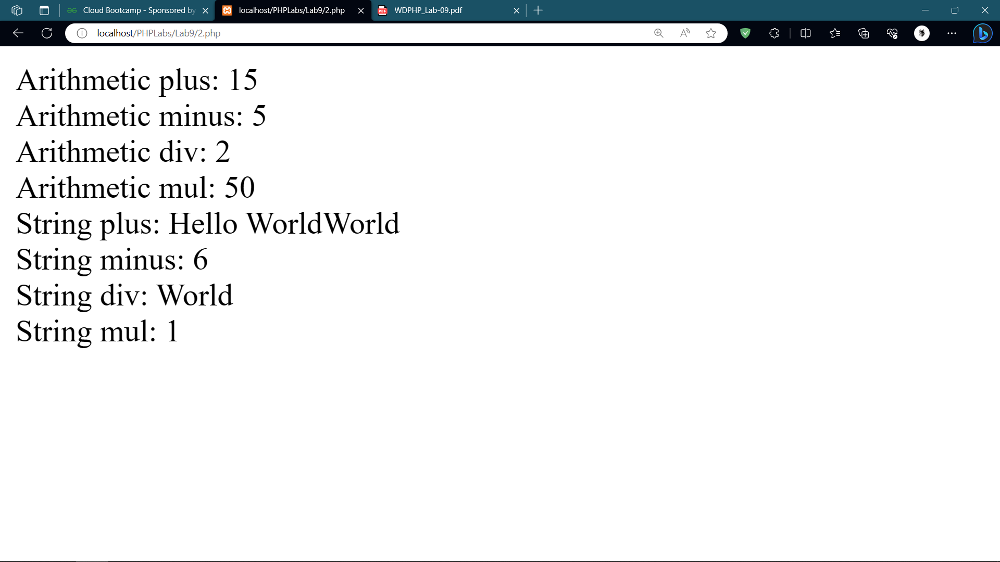 Cloud Bootcamp - Sponsored by
localhost/PHPLabs/Lab9/2.php
WDPHP_Lab-09.pdf
localhost/PHPLabs/Lab9/2.php
Arithmetic plus: 15
Arithmetic minus: 5
Arithmetic div: 2
Arithmetic mul: 50
String plus: Hello WorldWorld
String minus: 6
String div: World
String mul: 1